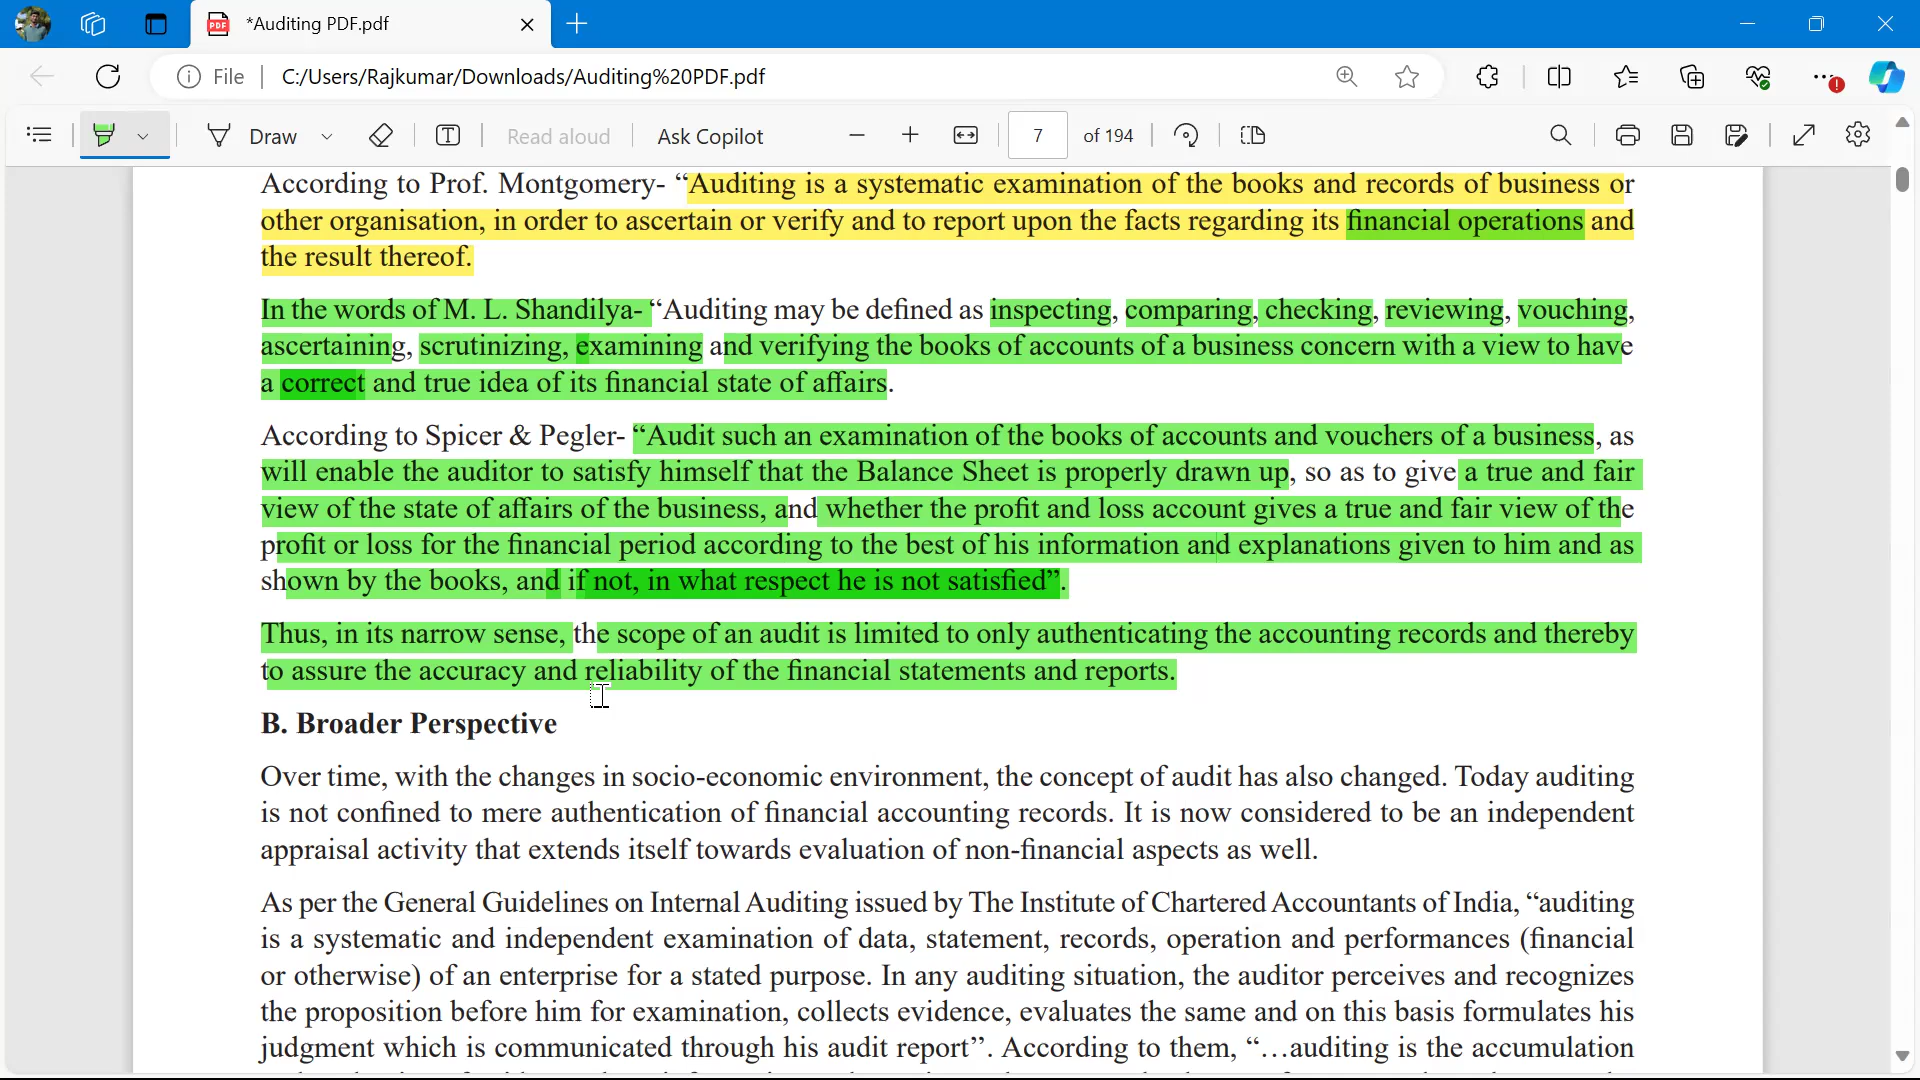 *Auditing PDF.pdf
File
C:/Users/Rajkumar/Downloads/Auditing%20PDF.pdf
Draw
Read aloud
Ask Copilot
7
of 194
According to Prof. Montgomery- “Auditing is a systematic examination of the books and records of business or
other organisation, in order to ascertain or verify and to report upon the facts regarding its financial operations and
the result thereof.
In the words of M. L. Shandilya- “Auditing may be defined as inspecting, comparing, checking, reviewing, vouching,
ascertaining, scrutinizing, examining and verifying the books of accounts of a business concern with a view to have
a correct and true idea of its financial state of affairs.
According to Spicer & Pegler- “Audit such an examination of the books of accounts and vouchers of a business, as
will enable the auditor to satisfy himself that the Balance Sheet is properly drawn up, so as to give a true and fair
view of the state of affairs of the business, and whether the profit and loss account gives a true and fair view of the
profit or loss for the financial period according to the best of his information and explanations given to him and as
shown by the books, and if not, in what respect he is not satisfied”.
Thus, in its narrow sense, the scope of an audit is limited to only authenticating the accounting records and thereby
to assure the accuracy and reliability of the financial statements and reports.
B. Broader Perspective
Over time, with the changes in socio-economic environment, the concept of audit has also changed. Today auditing
is not confined to mere authentication of financial accounting records. It is now considered to be an independent
appraisal activity that extends itself towards evaluation of non-financial aspects as well.
As per the General Guidelines on Internal Auditing issued by The Institute of Chartered Accountants of India, “auditing
is a systematic and independent examination of data, statement, records, operation and performances (financial
or otherwise) of an enterprise for a stated purpose. In any auditing situation, the auditor perceives and recognizes
the proposition before him for examination, collects evidence, evaluates the same and on this basis formulates his
judgment which is communicated through his audit report”. According to them, “…auditing is the accumulation